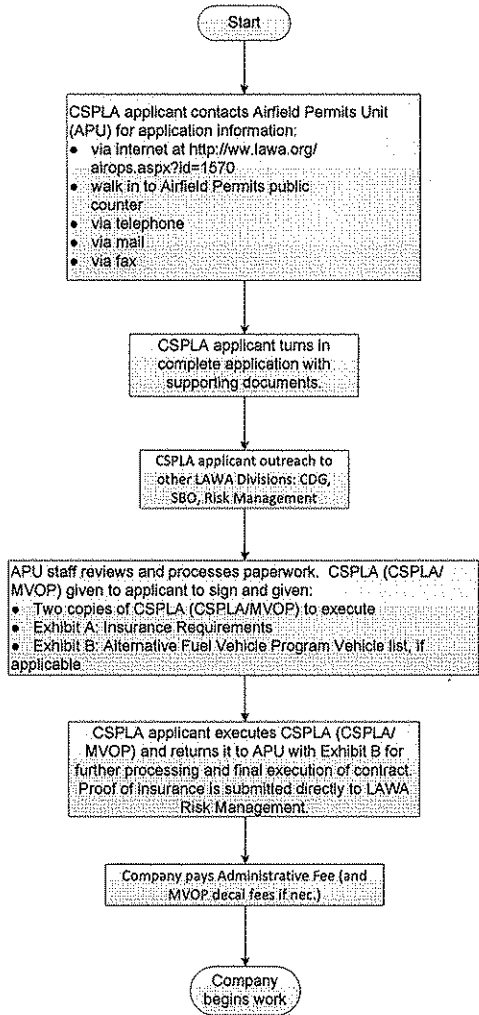 Start
CSPLA applicant contacts Airfield Permits Unit
(APU) for application information:
● via internet at http://ww.lawa.org/
airops.aspx?id=1570
● walk in to Airfield Permits public
counter
● via telephone
● via mail
● via fax
CSPLA applicant turns in
complete application with
supporting documents.
CSPLA applicant outreach to
other LAWA Divisions: CDG,
SBO, Risk Management
APU staff reviews and processes paperwork. CSPLA (CSPLA/
MVOP) given to applicant to sign and given:
● Two copies of CSPLA (CSPLA/MVOP) to execute
● Exhibit A: Insurance Requirements
● Exhibit B: Alternative Fuel Vehicle Program Vehicle list, if
applicable
CSPLA applicant executes CSPLA (CSPLA/
MVOP) and returns it to APU with Exhibit B for
further processing and final execution of contract.
Proof of insurance is submitted directly to LAWA
Risk Management.
Company pays Administrative Fee (and
MVOP decal fees if nec.)
Company
begins work